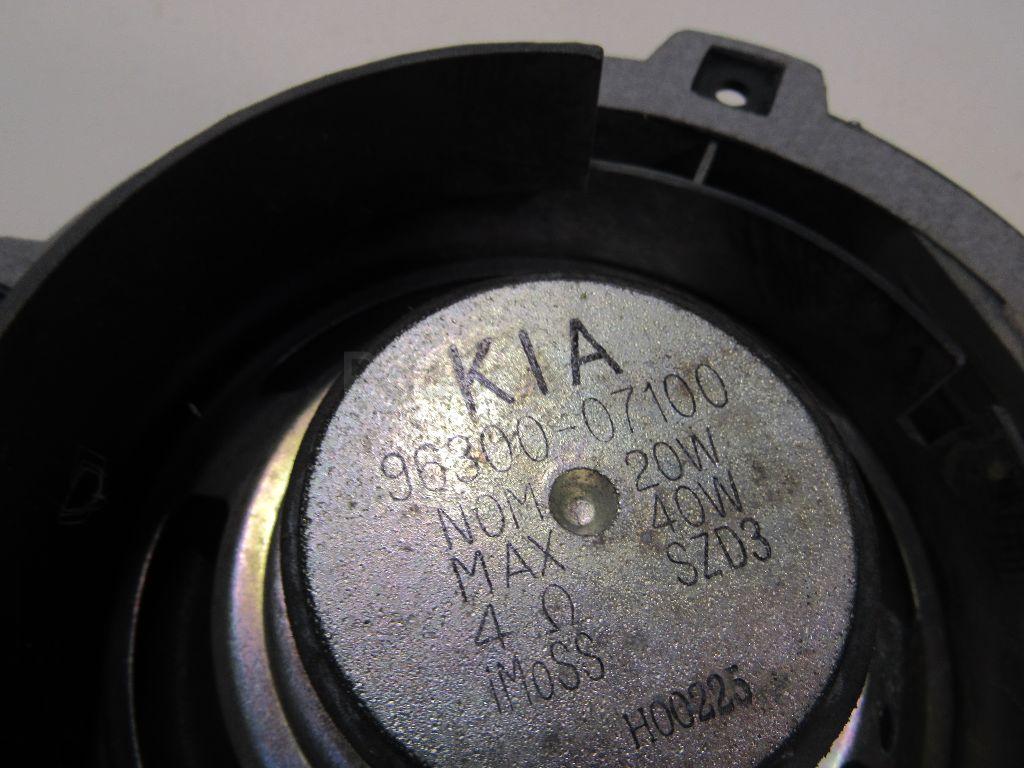 KIA
96300-07100
NOM 20W
MAX 40W
4 Ω SZD3
iMoSS
H00225